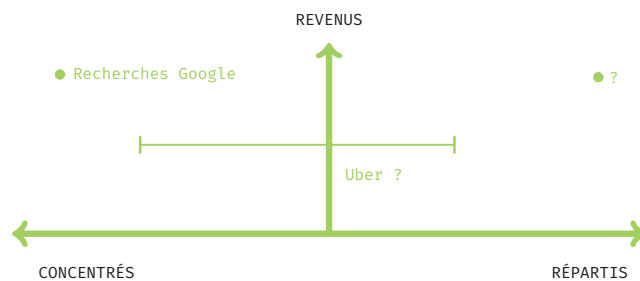 REVENUS
Recherches Google
?
Uber ?
CONCENTRÉS
RÉPARTIS